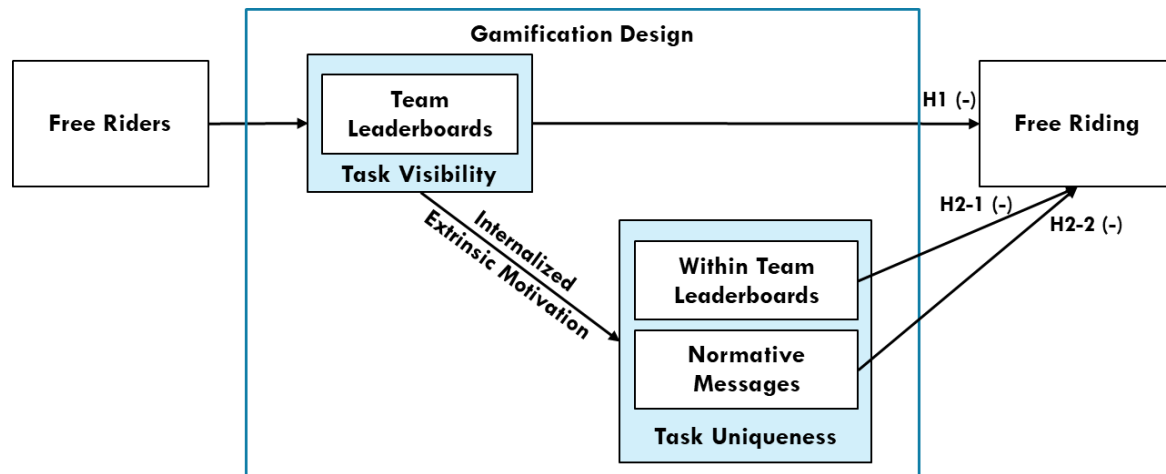 Gamification Design
Free Riders
Team
Leaderboards
Task Visibility
H1 (-)
Free Riding
Internalized
Extrinsic Motivation
H2-1 (-)
H2-2 (-)
Within Team
Leaderboards
Normative
Messages
Task Uniqueness